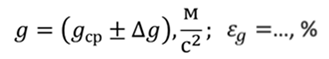 g = (g_ср ± Δg), м/с²; ε_g =..., %